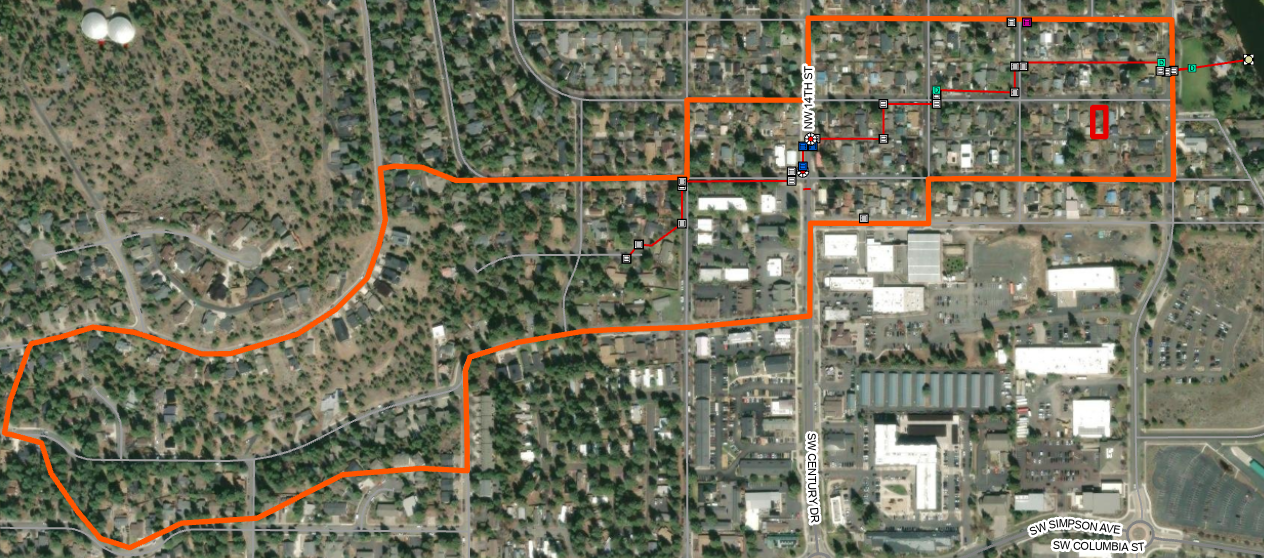 NW 14TH ST
SW CENTURY DR
SW SIMPSON AVE
SW COLUMBIA ST